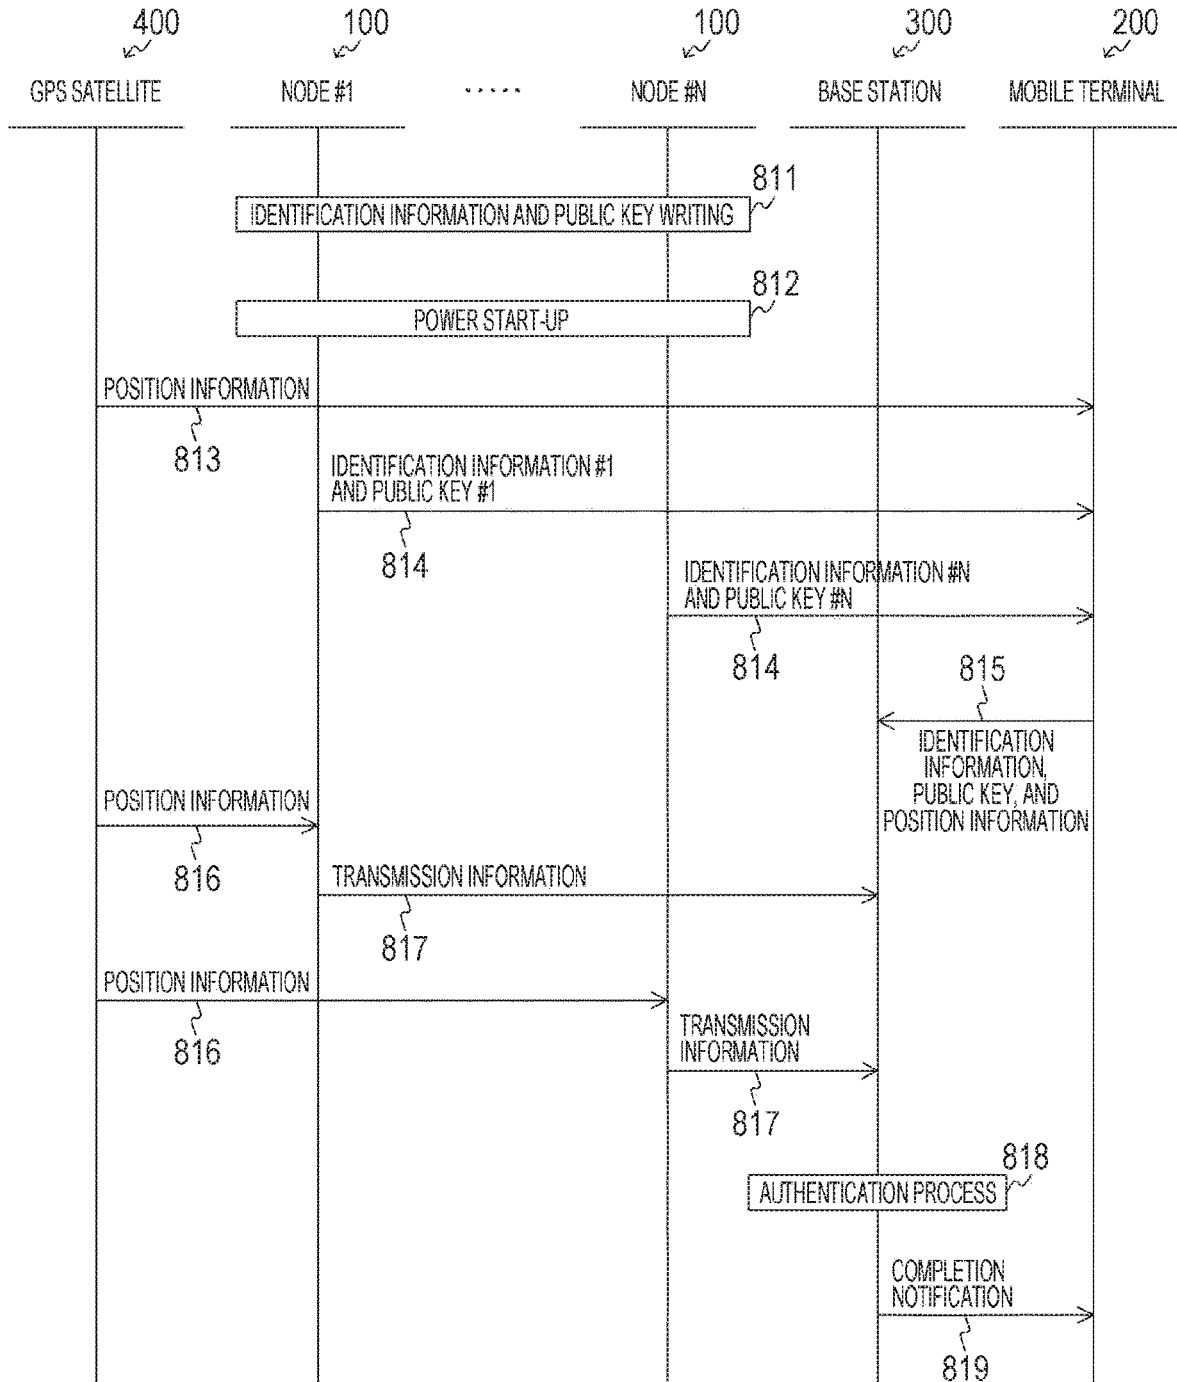 400
100
100
300
200
GPS SATELLITE
NODE #1
.....
NODE #N
BASE STATION
MOBILE TERMINAL
811
IDENTIFICATION INFORMATION AND PUBLIC KEY WRITING
812
POWER START-UP
POSITION INFORMATION
813
IDENTIFICATION INFORMATION #1
AND PUBLIC KEY #1
814
IDENTIFICATION INFORMATION #N
AND PUBLIC KEY #N
814
815
IDENTIFICATION
INFORMATION,
PUBLIC KEY, AND
POSITION INFORMATION
POSITION INFORMATION
816
TRANSMISSION INFORMATION
817
POSITION INFORMATION
816
TRANSMISSION
INFORMATION
817
818
AUTHENTICATION PROCESS
COMPLETION
NOTIFICATION
819